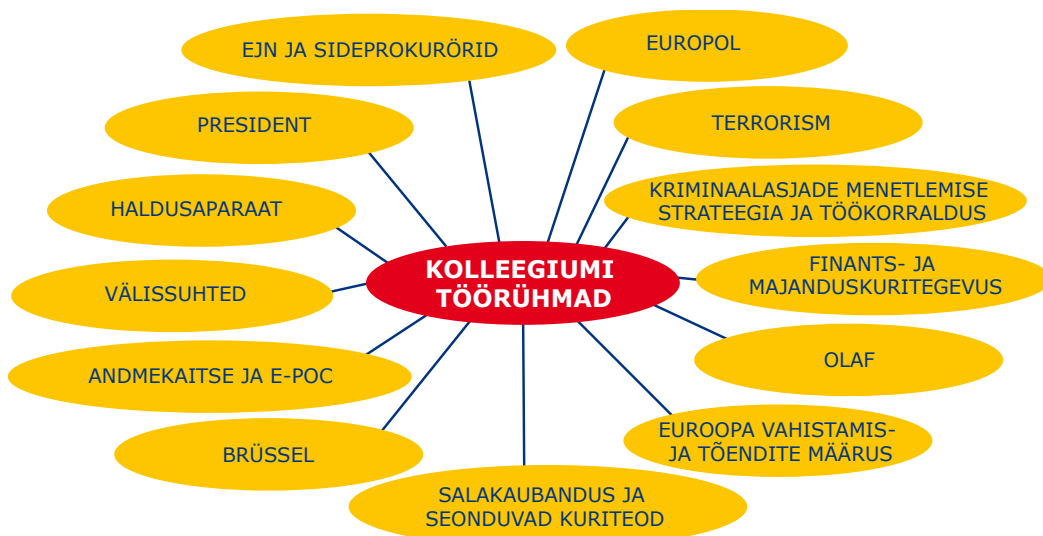 EJN JA SIDEPROKURÖRID
EUROPOL
PRESIDENT
TERRORISM
HALDUSAPARAAT
KRIMINAALASJADE MENETLEMISE
STRATEEGIA JA TÖÖKORRALDUS
KOLLEEGIUMI
TÖÖRÜHMAD
FINANTS- JA
MAJANDUSKURITEGEVUS
VÄLISSUHTED
OLAF
ANDMEKAITSE JA E-POC
EUROOPA VAHISTAMIS-
JA TÕENDITE MÄÄRUS
BRÜSSEL
SALAKAUBANDUS JA
SEONDUVAD KURITEOD